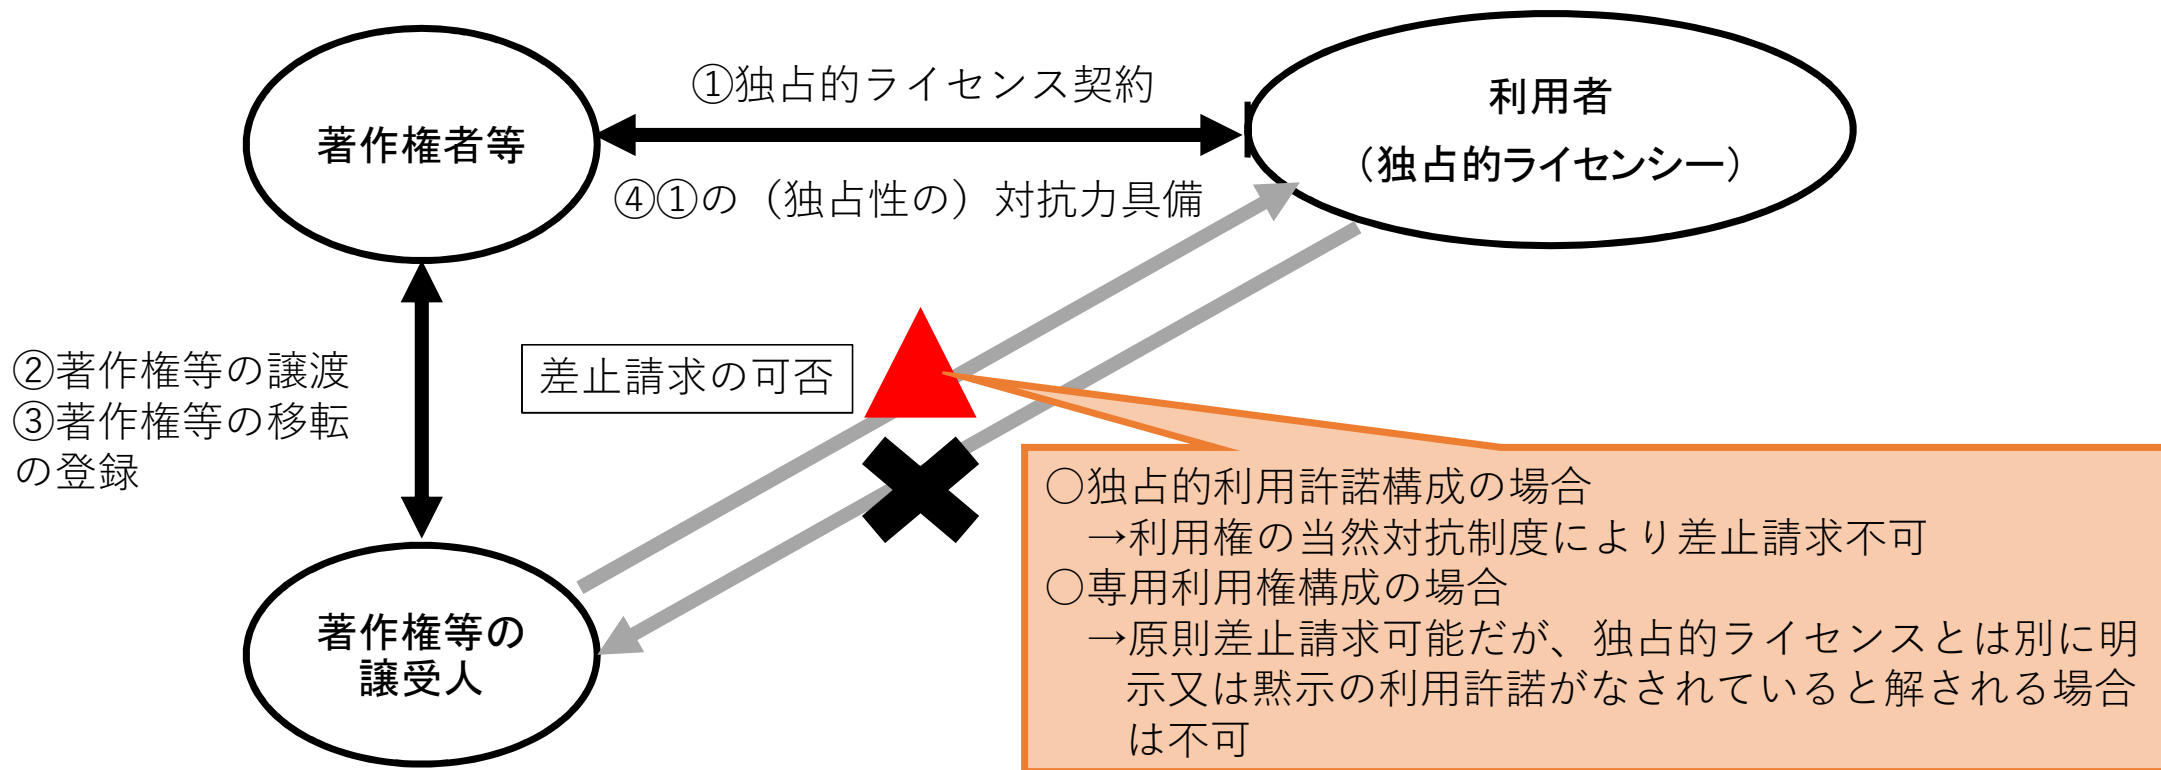 著作権者等
①独占的ライセンス契約
④①の（独占性の）対抗力具備
利用者
（独占的ライセンシー）
②著作権等の譲渡
③著作権等の移転
の登録
差止請求の可否
著作権等の
譲受人
○独占的利用許諾構成の場合
→利用権の当然対抗制度により差止請求不可
○専用利用権構成の場合
→原則差止請求可能だが、独占的ライセンスとは別に明
示又は黙示の利用許諾がなされていると解される場合
は不可